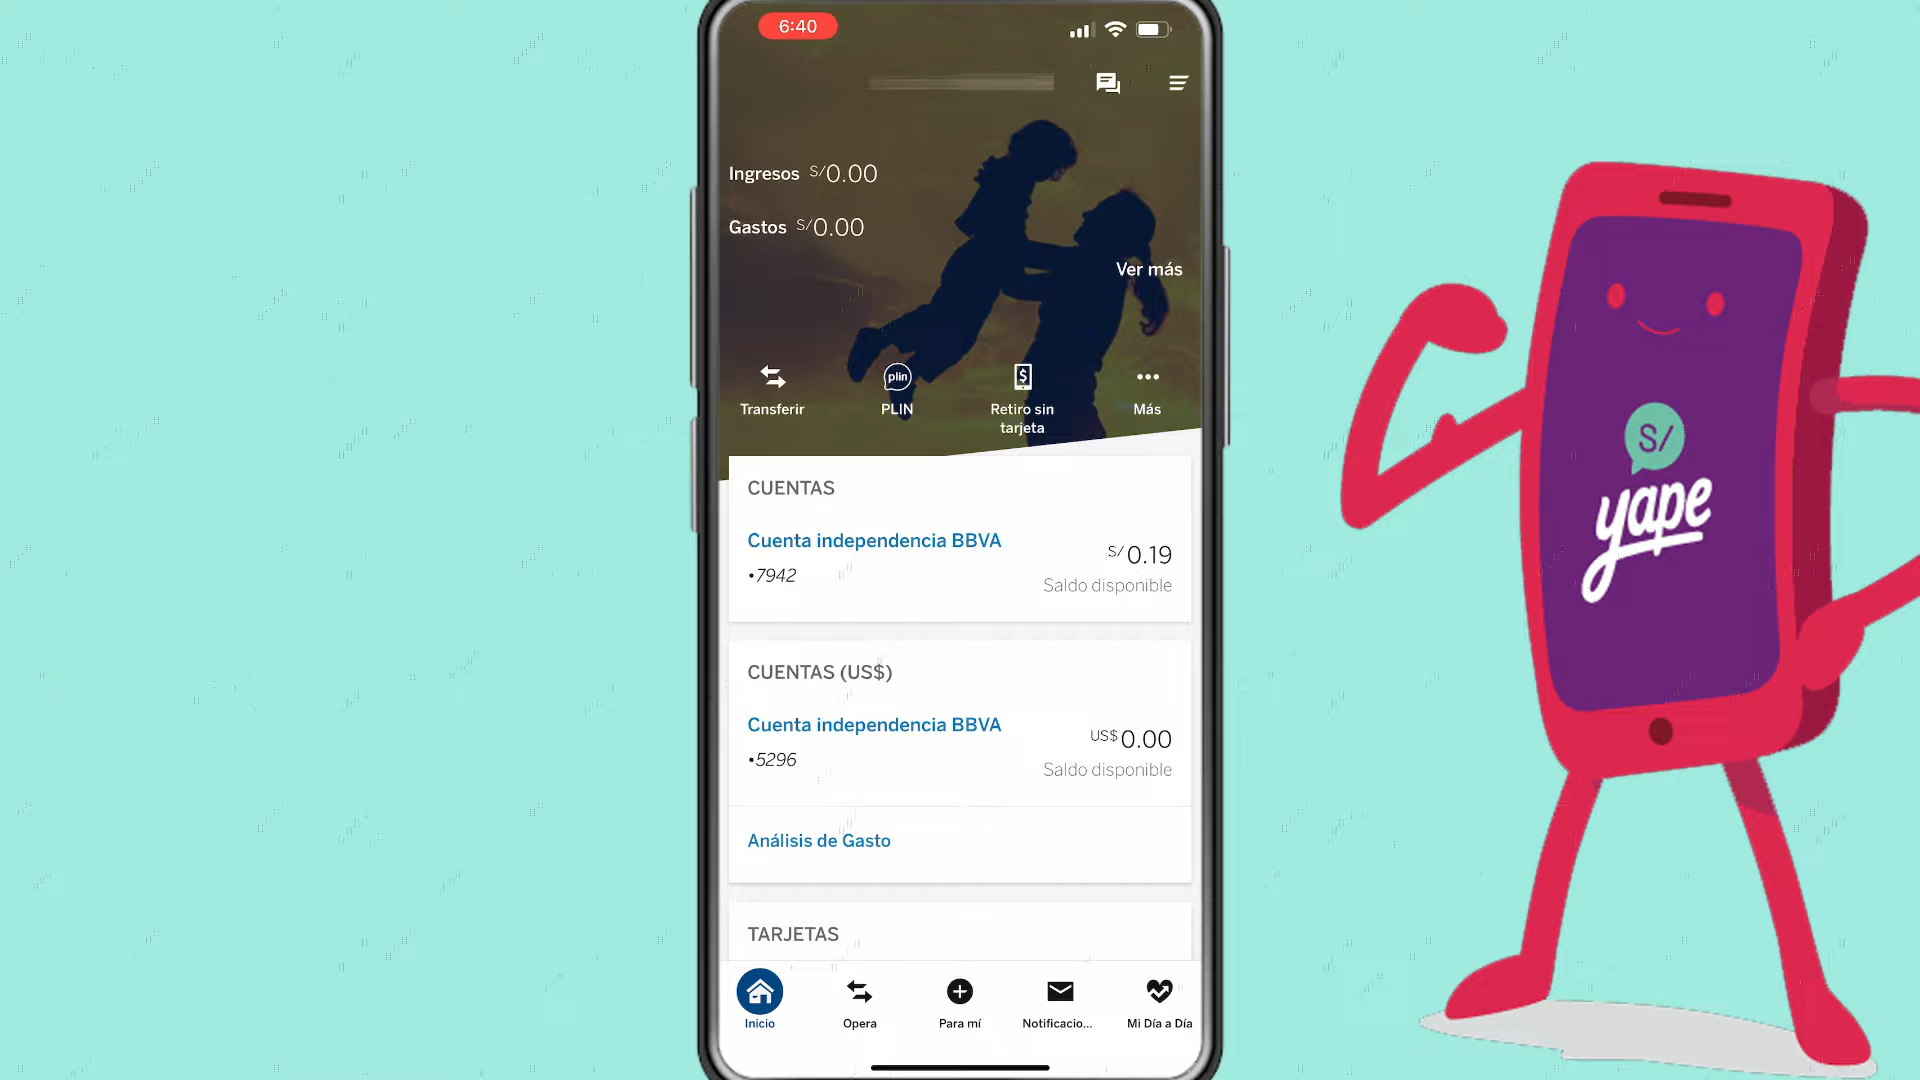 6:40
Ingresos S/0.00
Gastos S/0.00
Ver más
plin
Transferir
PLIN
Retiro sin
tarjeta
Más
CUENTAS
Cuenta independencia BBVA
•7942
S/0.19
Saldo disponible
CUENTAS (US$)
Cuenta independencia BBVA
•5296
US$0.00
Saldo disponible
Análisis de Gasto
TARJETAS
Inicio
Opera
Para mí
Notificacio...
Mi Día a Día
S/
yape